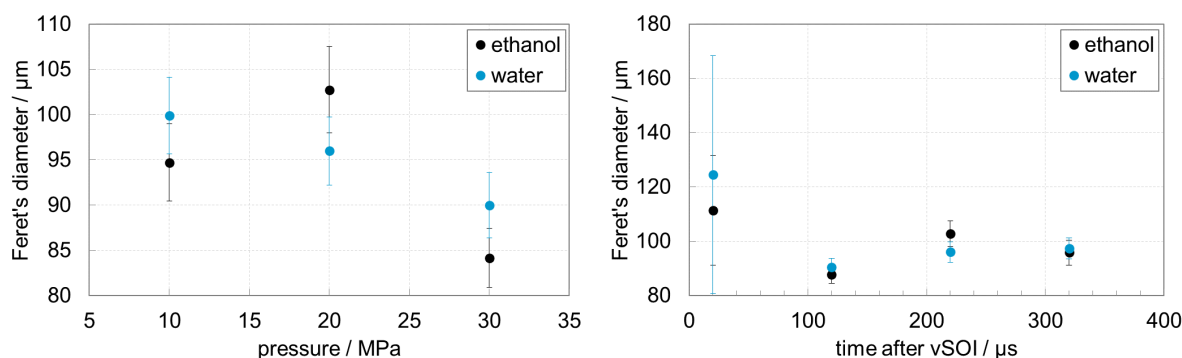 110
105
100
95
90
85
80
5 10 15 20 25 30 35
Feret's diameter / µm
pressure / MPa
ethanol
water
180
160
140
120
100
80
0 100 200 300 400
Feret's diameter / µm
time after vSOI / µs
ethanol
water